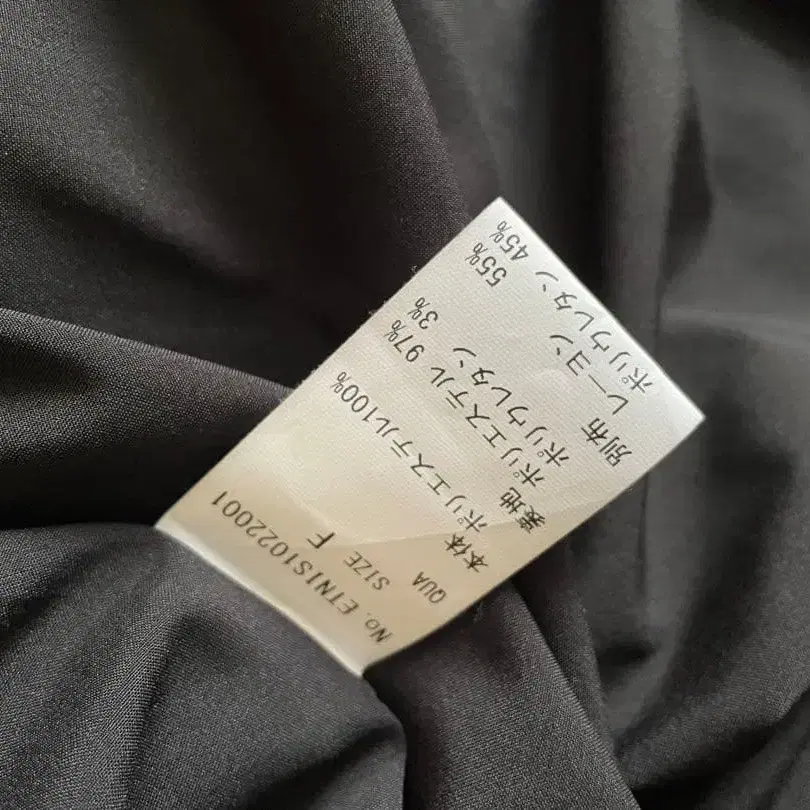 No. ETNIS1022001
SIZE F
QUA
本体 ポリエステル100%
裏地 ポリエステル 97%
ポリウレタン 3%
別布 レーヨン 55%
ポリウレタン 45%